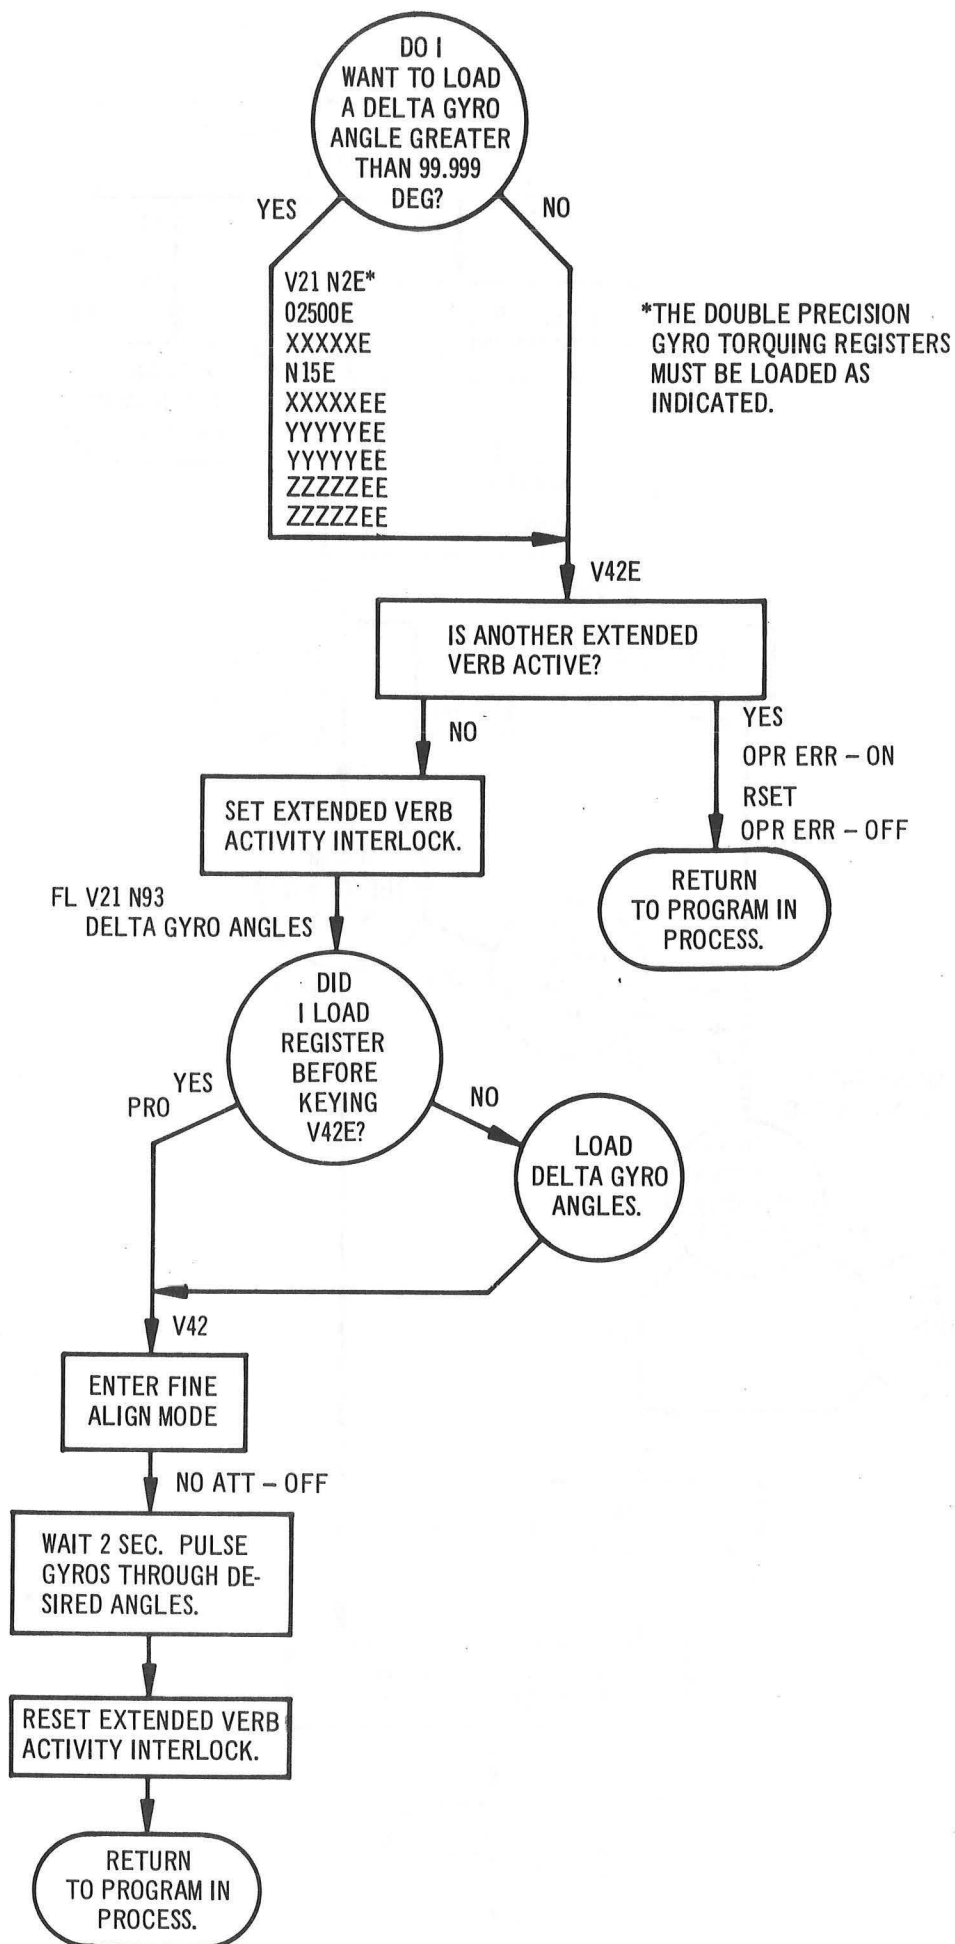 DO I
WANT TO LOAD
A DELTA GYRO
ANGLE GREATER
THAN 99.999
DEG?
YES
NO
V21 N2E*
02500E
XXXXXE
N15E
XXXXXEE
YYYYYEE
YYYYYEE
ZZZZZEE
ZZZZZEE
*THE DOUBLE PRECISION
GYRO TORQUING REGISTERS
MUST BE LOADED AS
INDICATED.
V42E
IS ANOTHER EXTENDED
VERB ACTIVE?
NO
YES
OPR ERR – ON
RSET
OPR ERR – OFF
SET EXTENDED VERB
ACTIVITY INTERLOCK.
RETURN
TO PROGRAM IN
PROCESS.
FL V21 N93
DELTA GYRO ANGLES
DID
I LOAD
REGISTER
BEFORE
KEYING
V42E?
YES
PRO
NO
LOAD
DELTA GYRO
ANGLES.
V42
ENTER FINE
ALIGN MODE
NO ATT – OFF
WAIT 2 SEC. PULSE
GYROS THROUGH DE-
SIRED ANGLES.
RESET EXTENDED VERB
ACTIVITY INTERLOCK.
RETURN
TO PROGRAM IN
PROCESS.